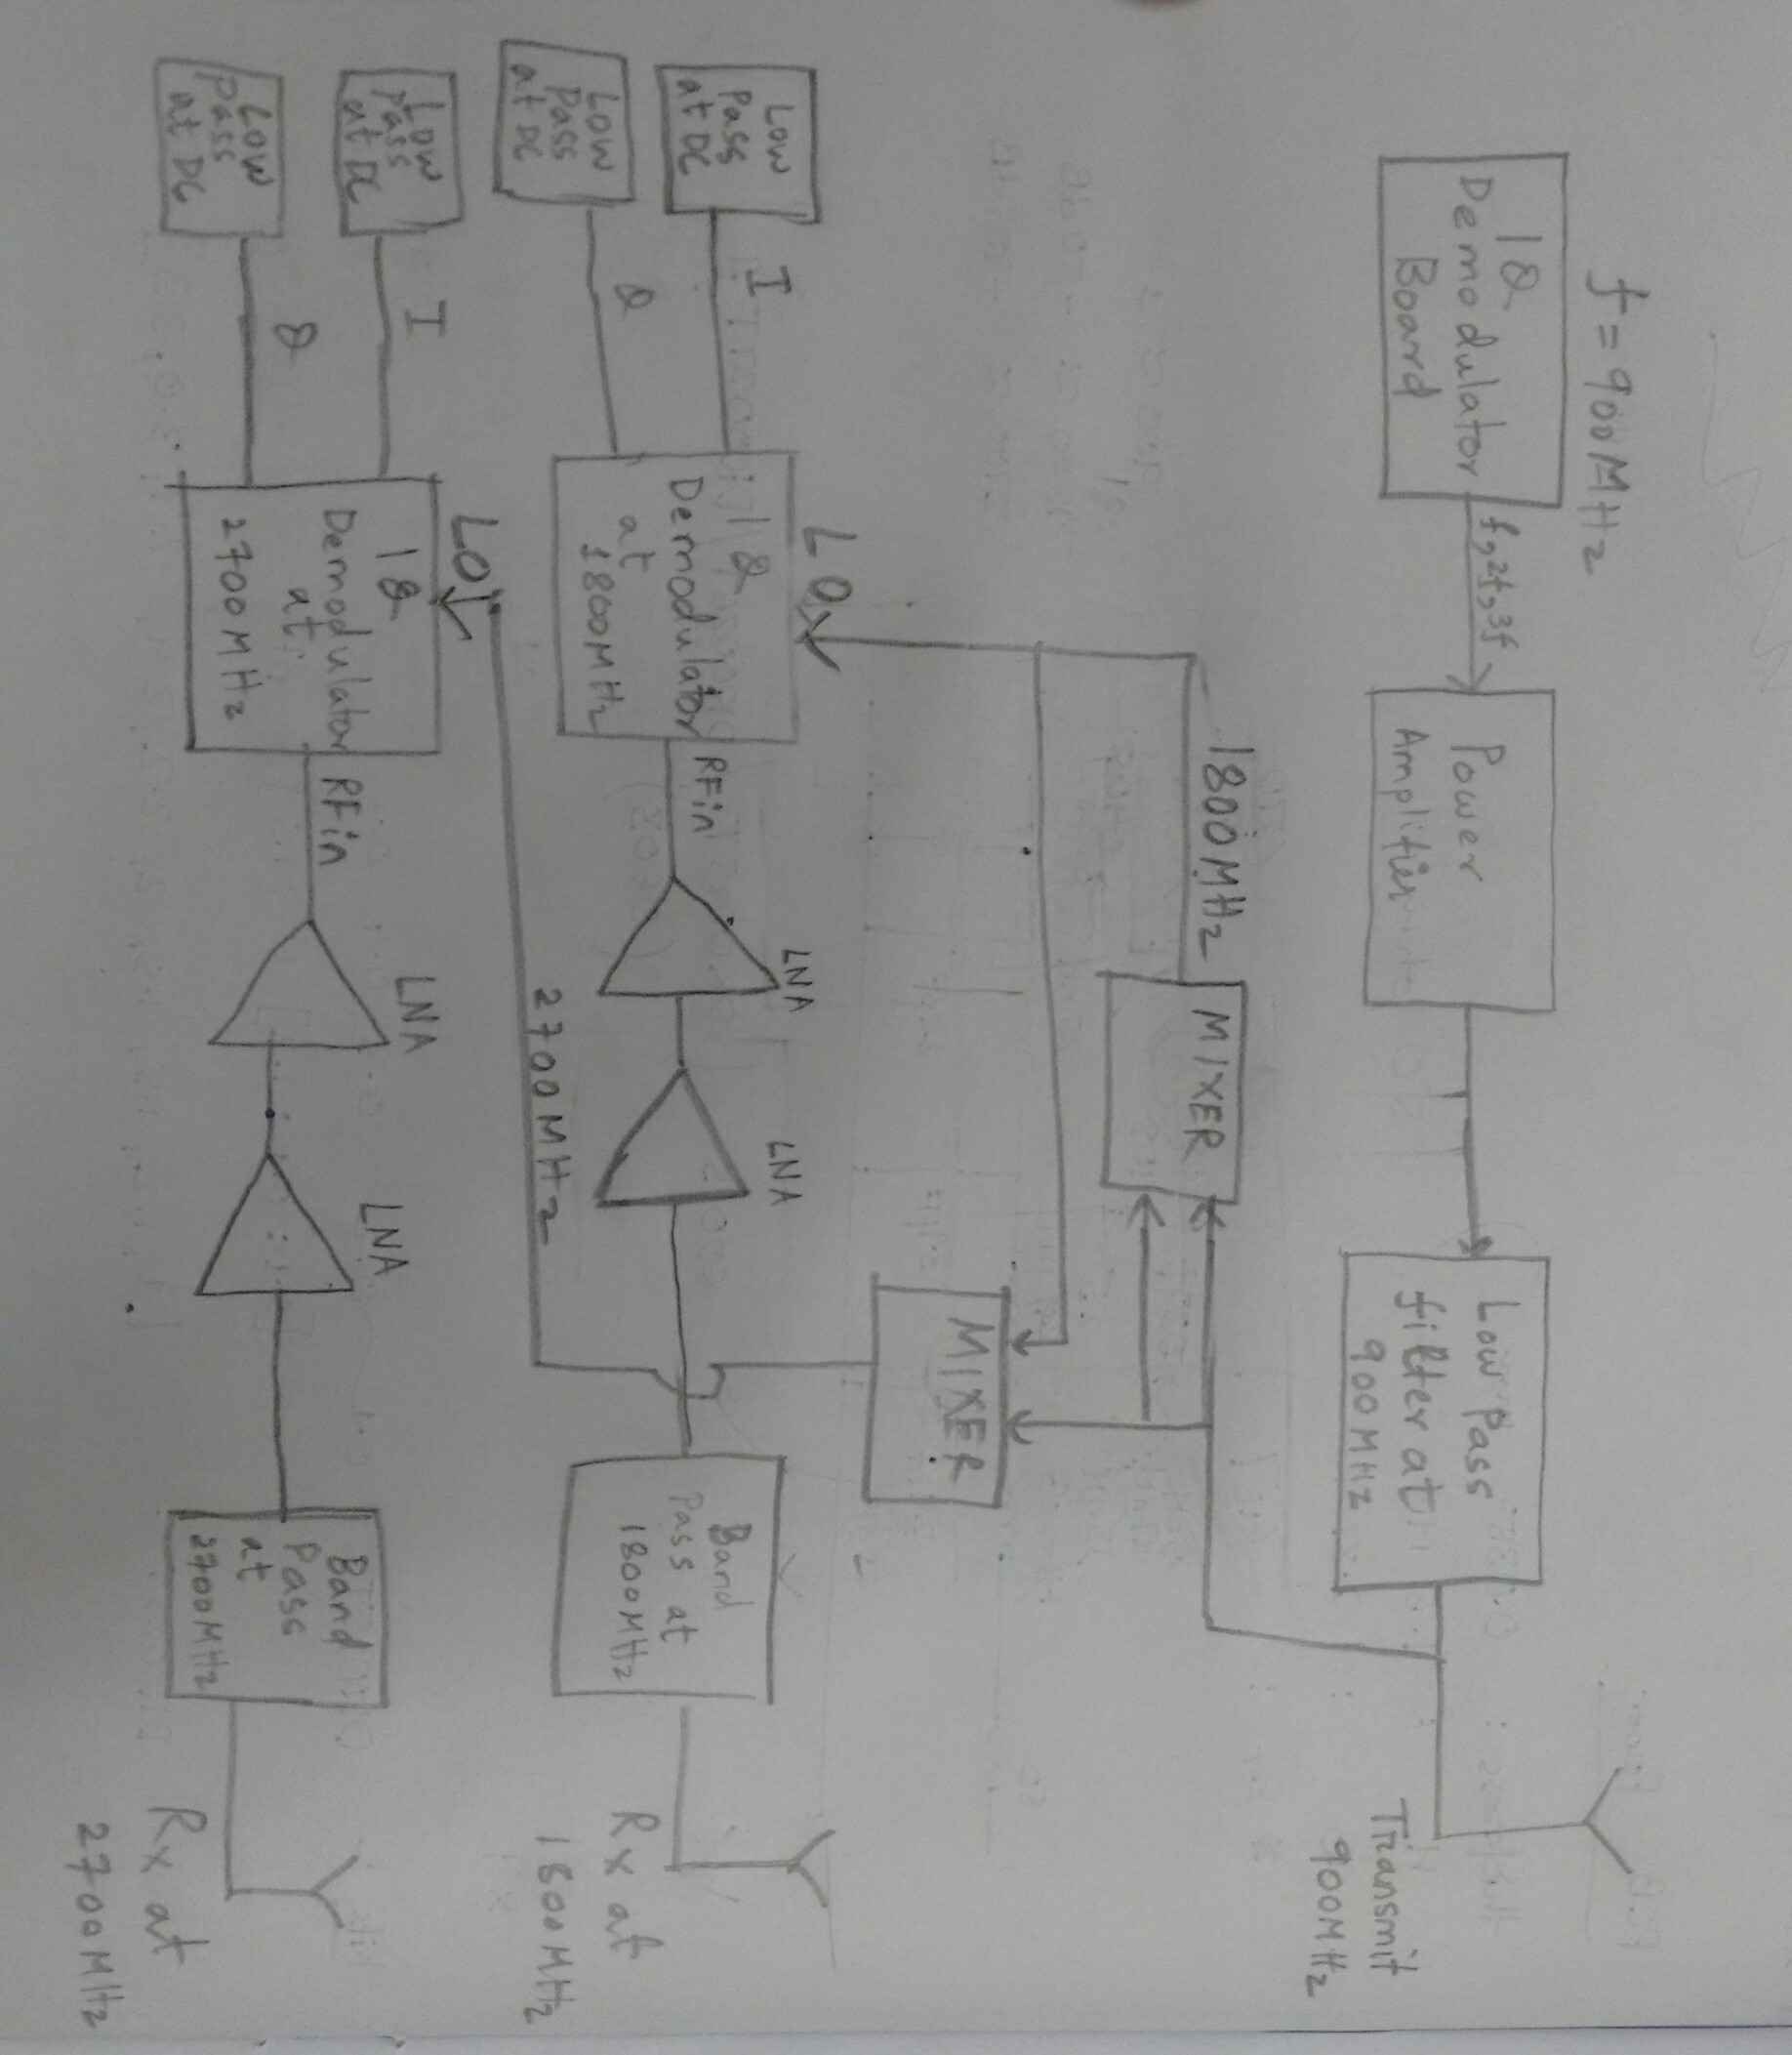 f = 900MHz
IQ
Demodulator
Board
f,2f,3f
Power
Amplifier
Low Pass
filter at
900MHz
Transmit
900MHz
1800MHz
MIXER
MIXER
LO
LNA
LNA
Low
Pass
at DC
I
IQ
Demodulator
at
1800MHz
RFin
Band
Pass at
1800MHz
Rx at
1800MHz
Q
Low
Pass
at DC
2700MHz
LO
Low
Pass
at DC
I
IQ
Demodulator
at
2700MHz
RFin
LNA
LNA
Band
Pass
at
2700MHz
Rx at
2700MHz
Q
Low
Pass
at DC